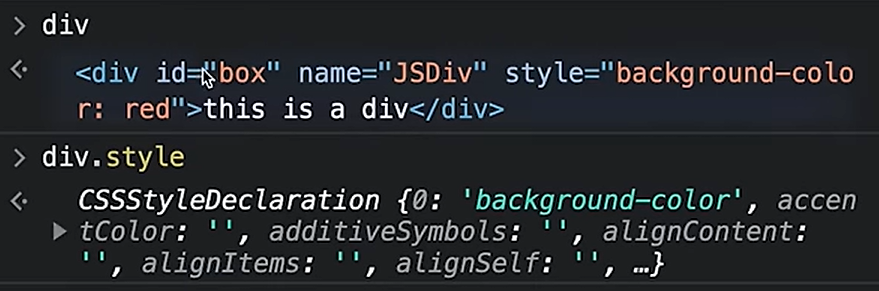 > div
<div id="box" name="JSDiv" style="background-colo
r: red">this is a div</div>
> div.style
CSSStyleDeclaration {0: 'background-color', accen
tColor: '', additiveSymbols: '', alignContent:
'', alignItems: '', alignSelf: '', …}